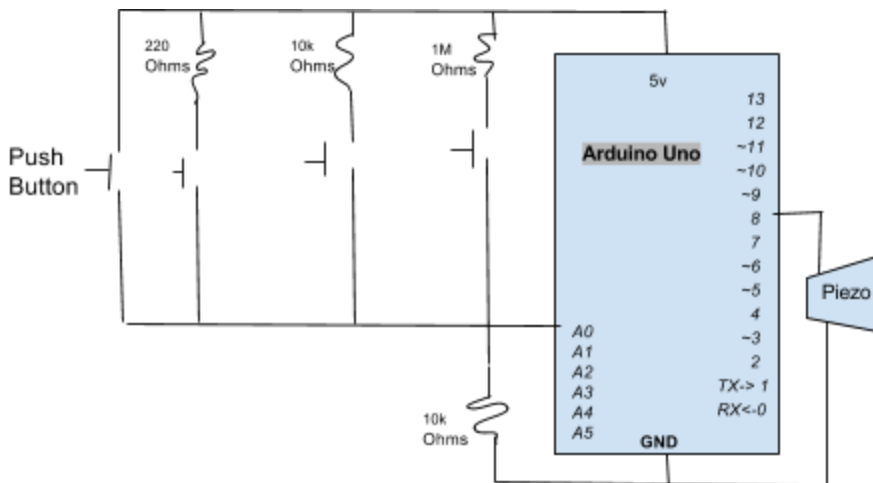 220
Ohms
10k
Ohms
1M
Ohms
5v
Arduino Uno
Push
Button
13
12
~11
~10
~9
8
7
~6
~5
4
~3
2
TX-> 1
RX<-0
Piezo
A0
A1
A2
A3
A4
A5
10k
Ohms
GND